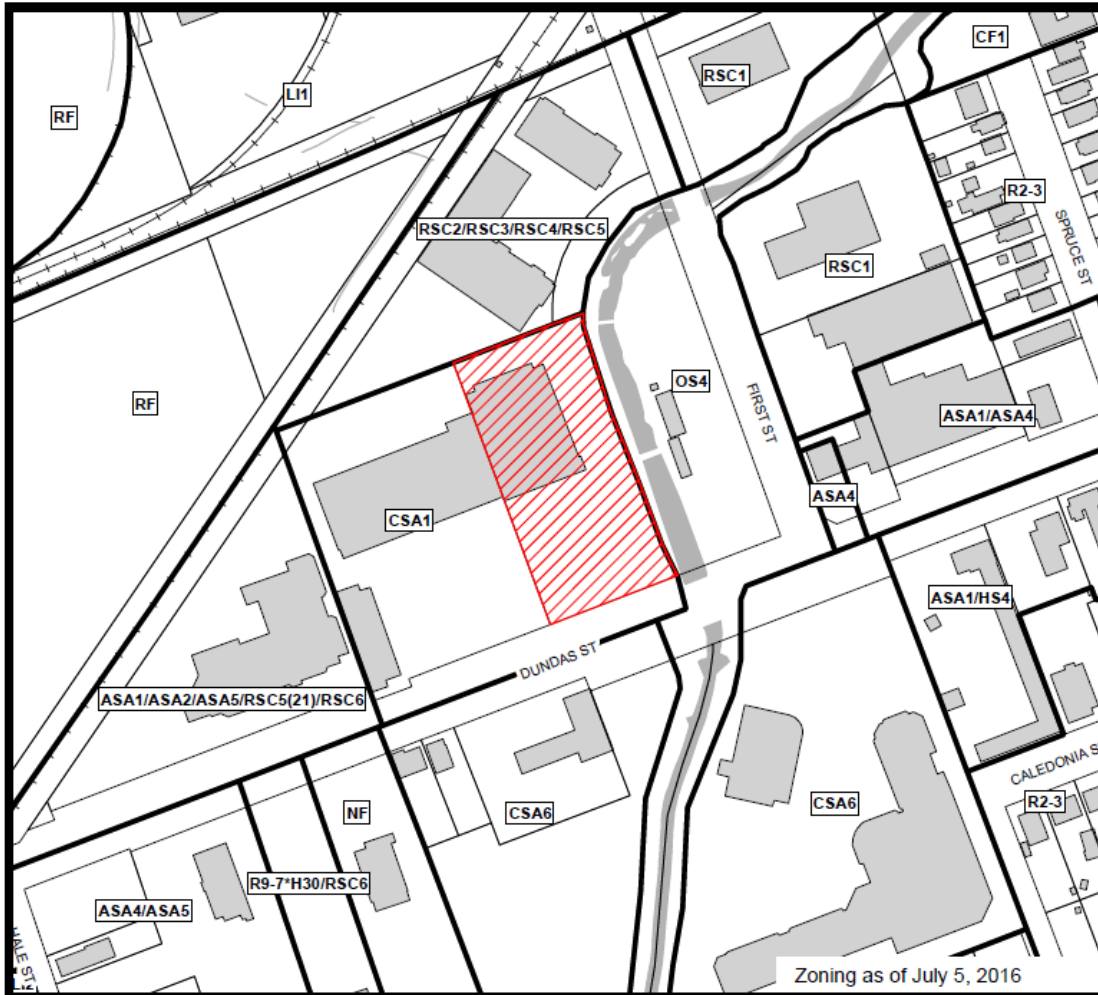 CF1
RSC1
LI1
RF
R2-3
SPRUCE ST
RSC2/RSC3/RSC4/RSC5
RSC1
OS4
FIRST ST
RF
ASA1/ASA4
ASA4
CSA1
ASA1/HS4
DUNDAS ST
ASA1/ASA2/ASA5/RSC5(21)/RSC6
CALEDONIA S
R2-3
NF
CSA6
CSA6
R9-7*H30/RSC6
ASA4/ASA5
HALE ST
Zoning as of July 5, 2016